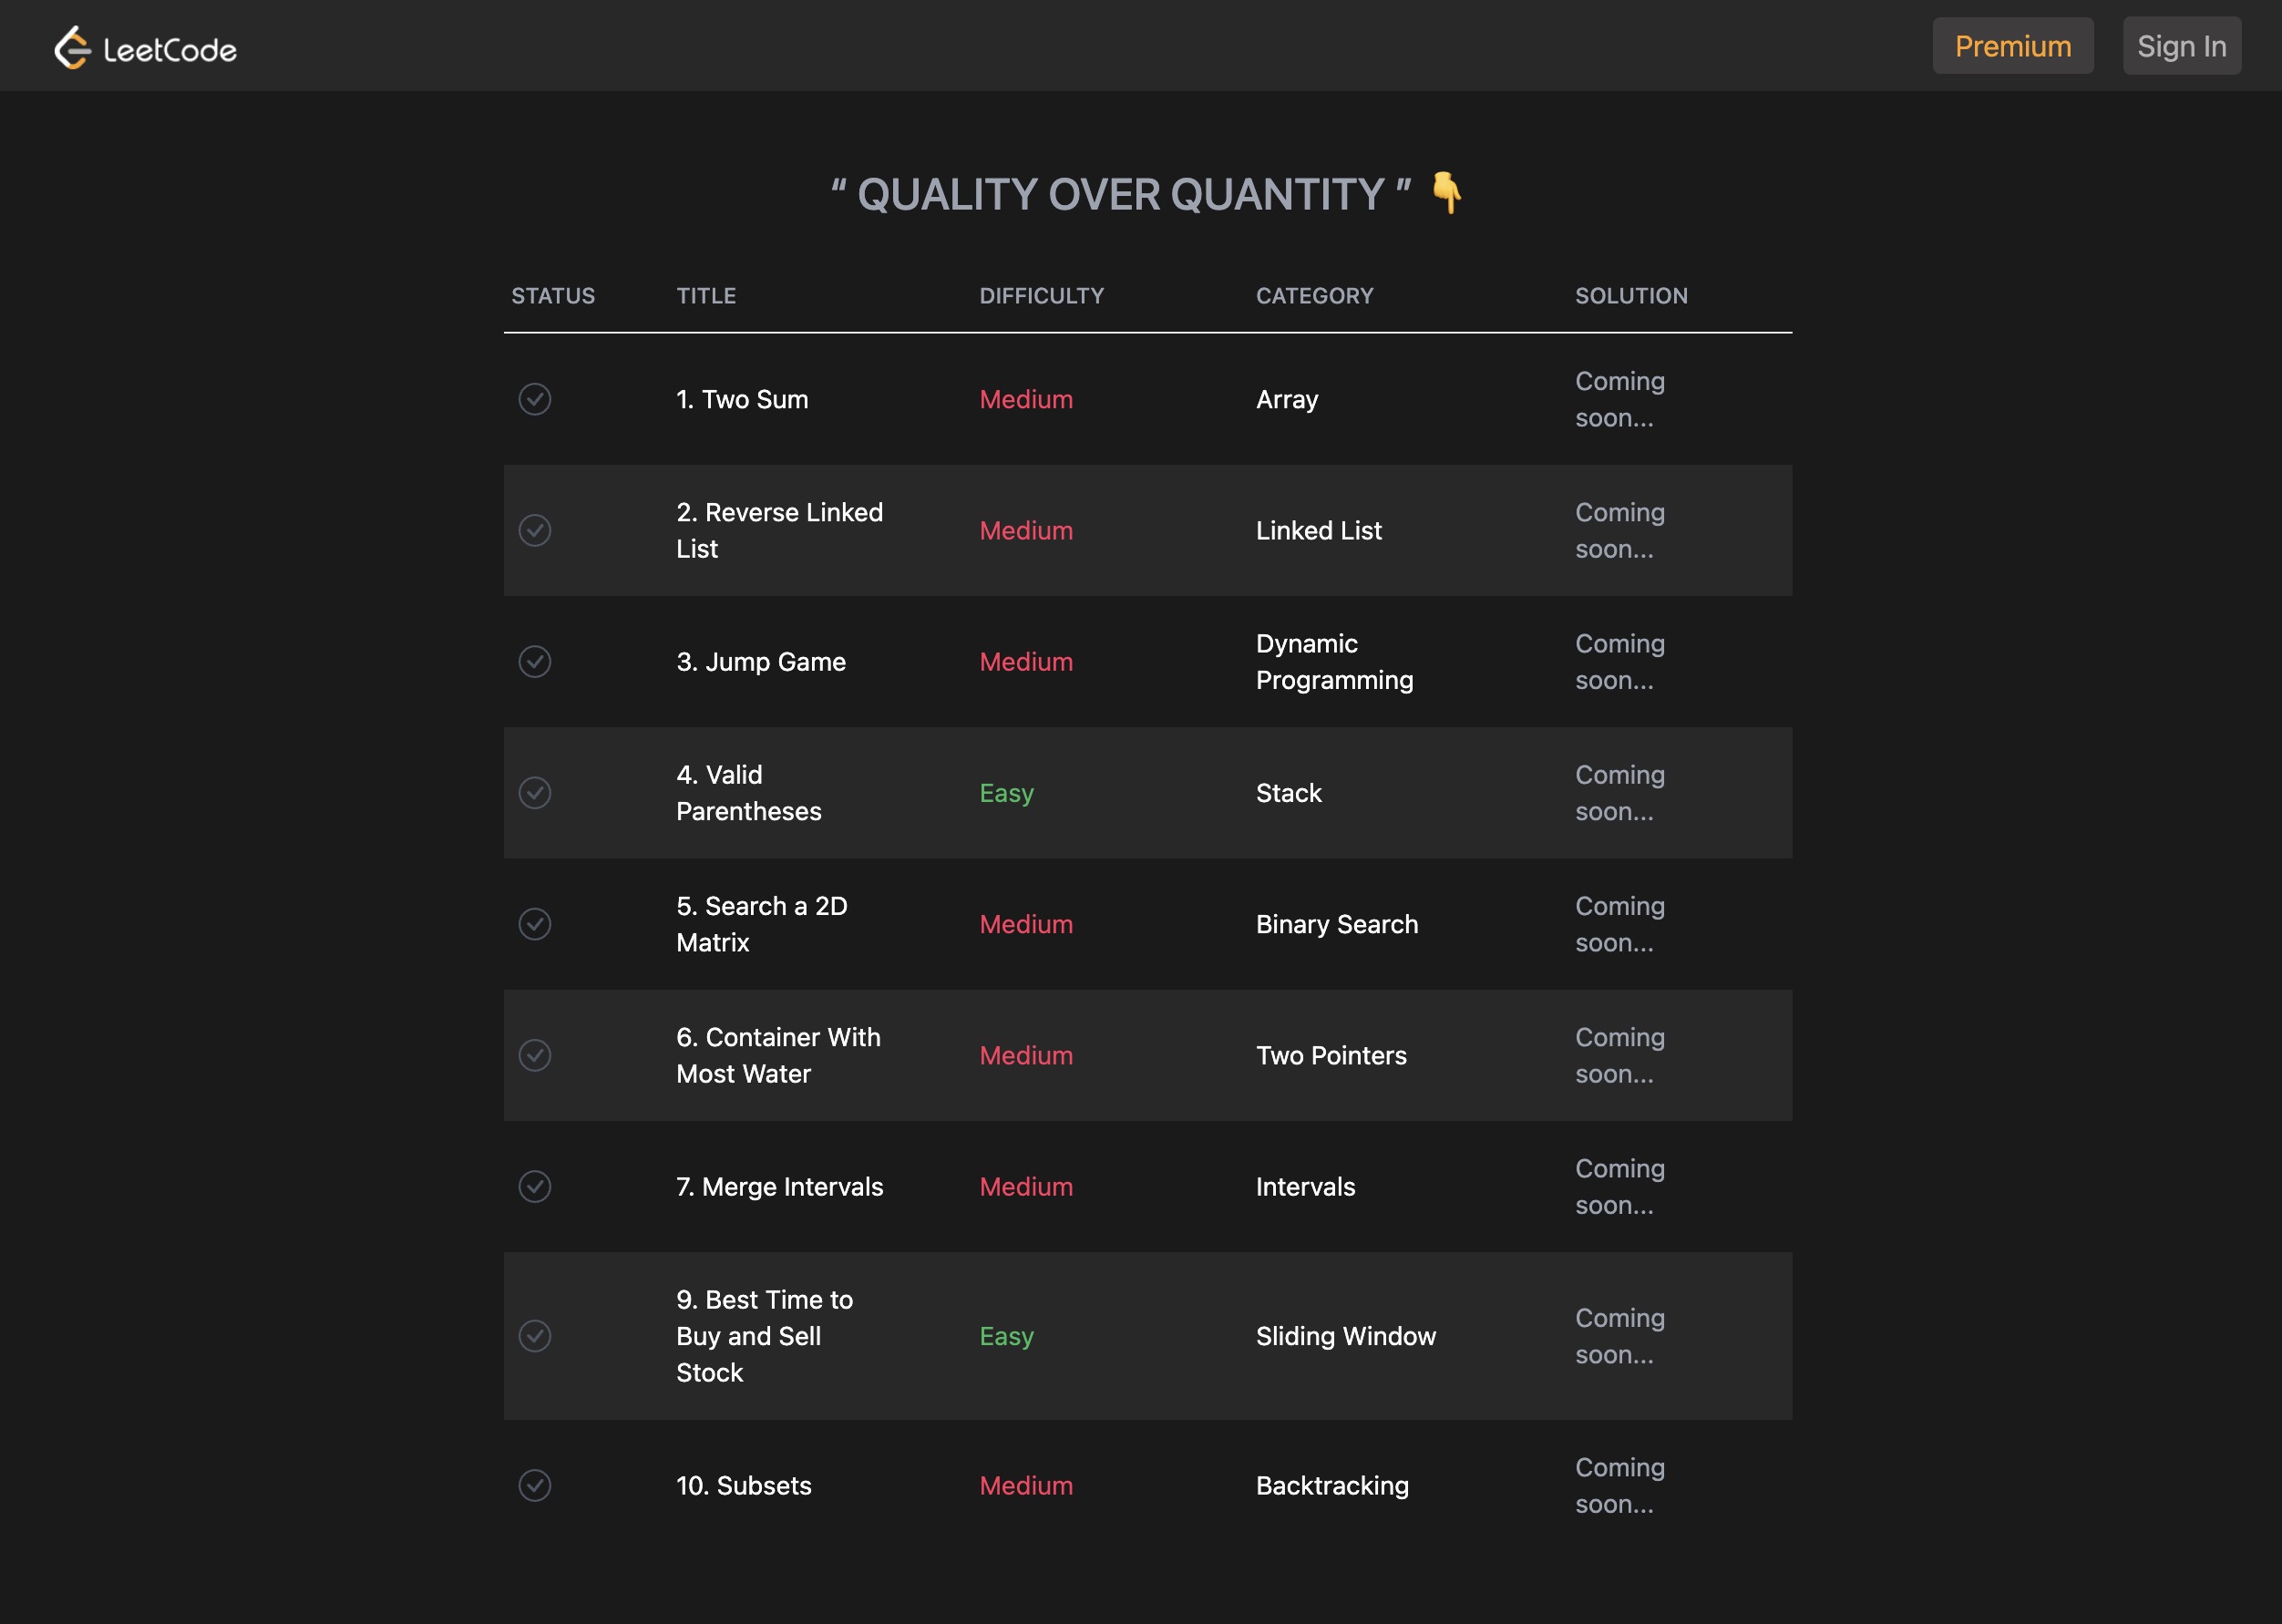 LeetCode
Premium
Sign In
“ QUALITY OVER QUANTITY ” 👇
STATUS TITLE DIFFICULTY CATEGORY SOLUTION
1. Two Sum Medium Array Coming
soon...
2. Reverse Linked
List Medium Linked List Coming
soon...
3. Jump Game Medium Dynamic
Programming Coming
soon...
4. Valid
Parentheses Easy Stack Coming
soon...
5. Search a 2D
Matrix Medium Binary Search Coming
soon...
6. Container With
Most Water Medium Two Pointers Coming
soon...
7. Merge Intervals Medium Intervals Coming
soon...
9. Best Time to
Buy and Sell
Stock Easy Sliding Window Coming
soon...
10. Subsets Medium Backtracking Coming
soon...